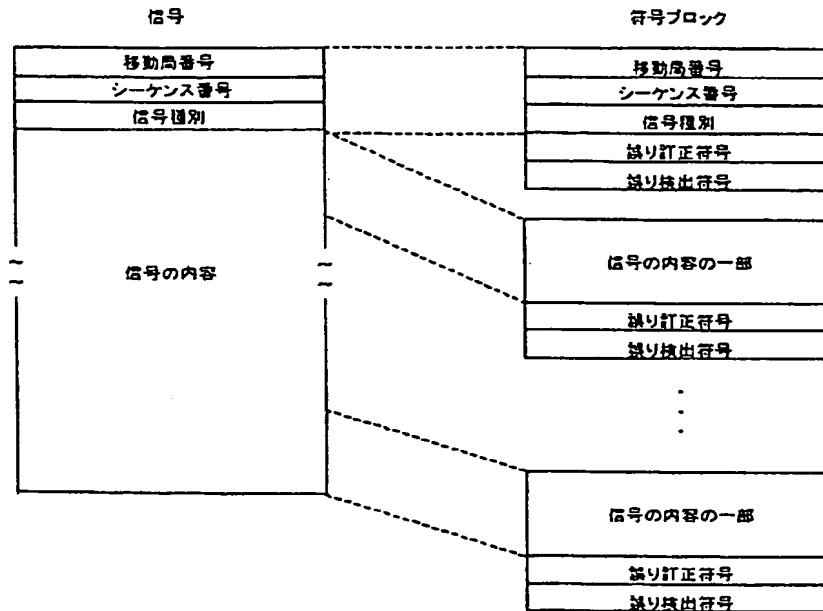 信号
移動局番号
シーケンス番号
信号種別
信号の内容
符号ブロック
移動局番号
シーケンス番号
信号種別
誤り訂正符号
誤り検出符号
信号の内容の一部
誤り訂正符号
誤り検出符号
信号の内容の一部
誤り訂正符号
誤り検出符号